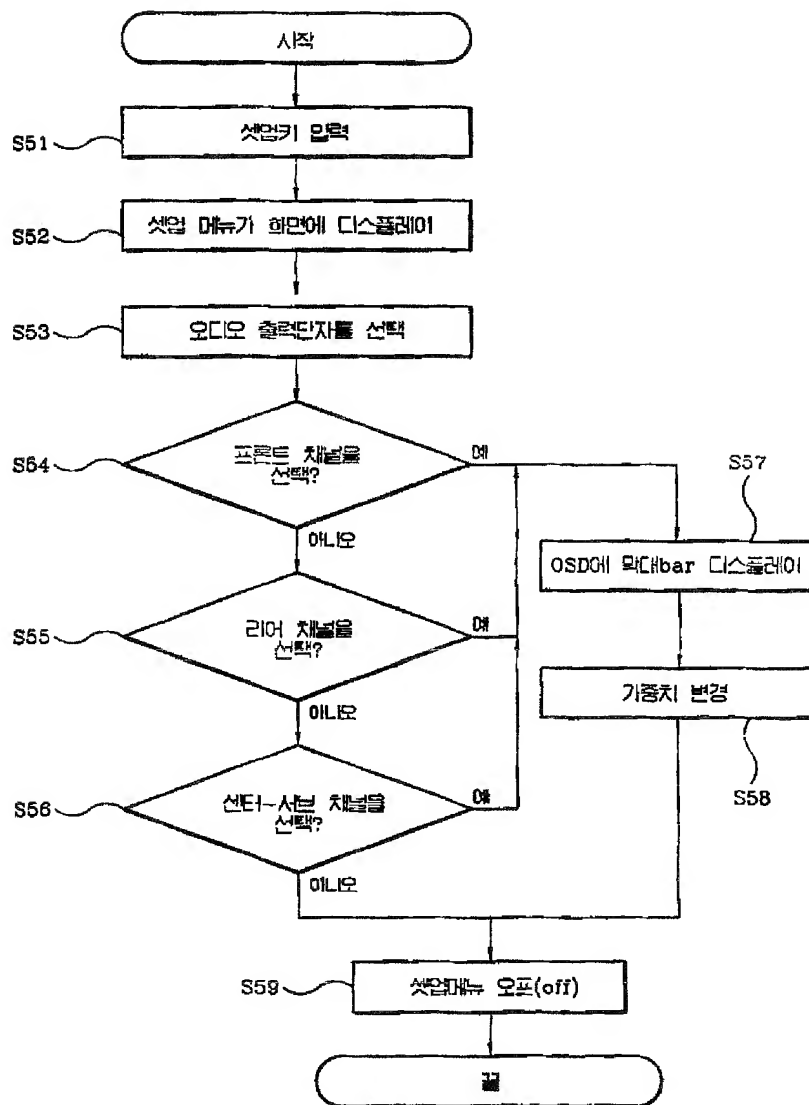 시작
S51
셋업키 입력
S52
셋업 메뉴가 화면에 디스플레이
S53
오디오 출력단자를 선택
S54
프론트 채널을
선택?
예
아니오
S57
OSD에 막대bar 디스플레이
S55
리어 채널을
선택?
예
아니오
가중치 변경
S58
S56
센터-서브 채널을
선택?
예
아니오
S59
셋업메뉴 오프(off)
끝